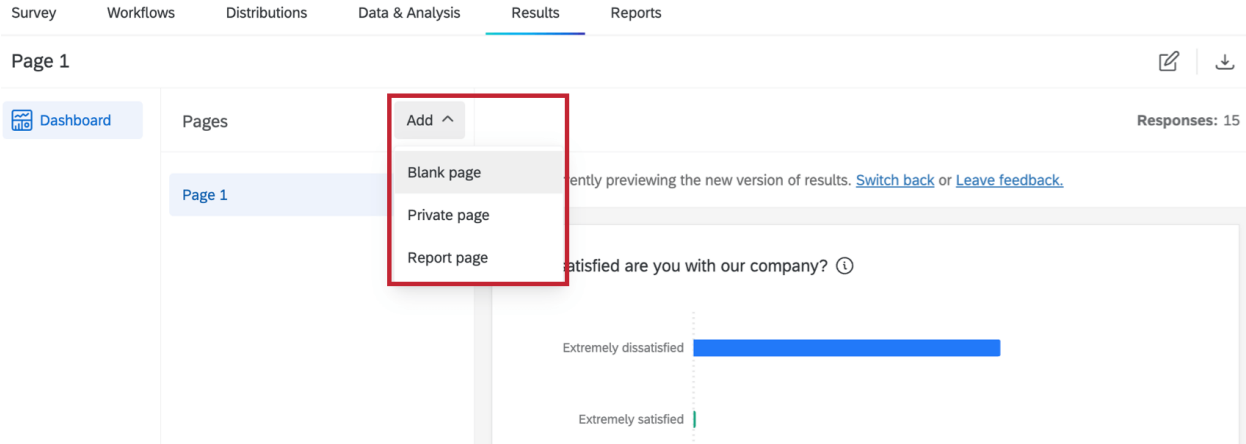 Survey Workflows Distributions Data & Analysis Results Reports
Page 1
Dashboard
Pages
Add
Responses: 15
Blank page
Private page
Report page
Page 1
previewing the new version of results. Switch back or Leave feedback.
are you with our company?
Extremely dissatisfied
Extremely satisfied